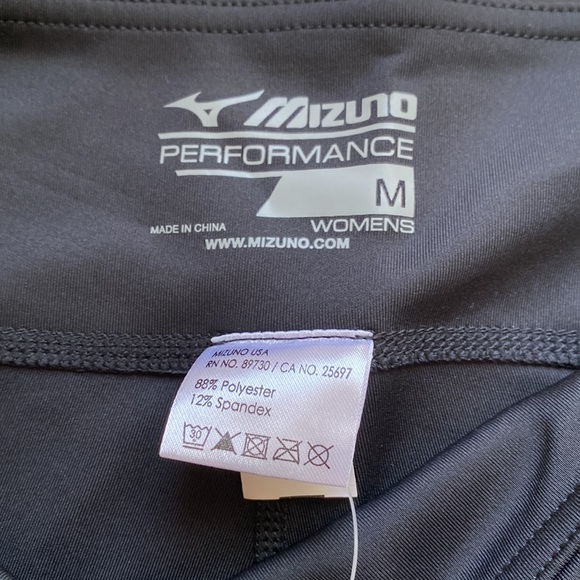 MIZUNO
PERFORMANCE
M
MADE IN CHINA
WOMENS
WWW.MIZUNO.COM
MIZUNO USA
RN NO. 89730 / CA NO. 25697
88% Polyester
12% Spandex
30